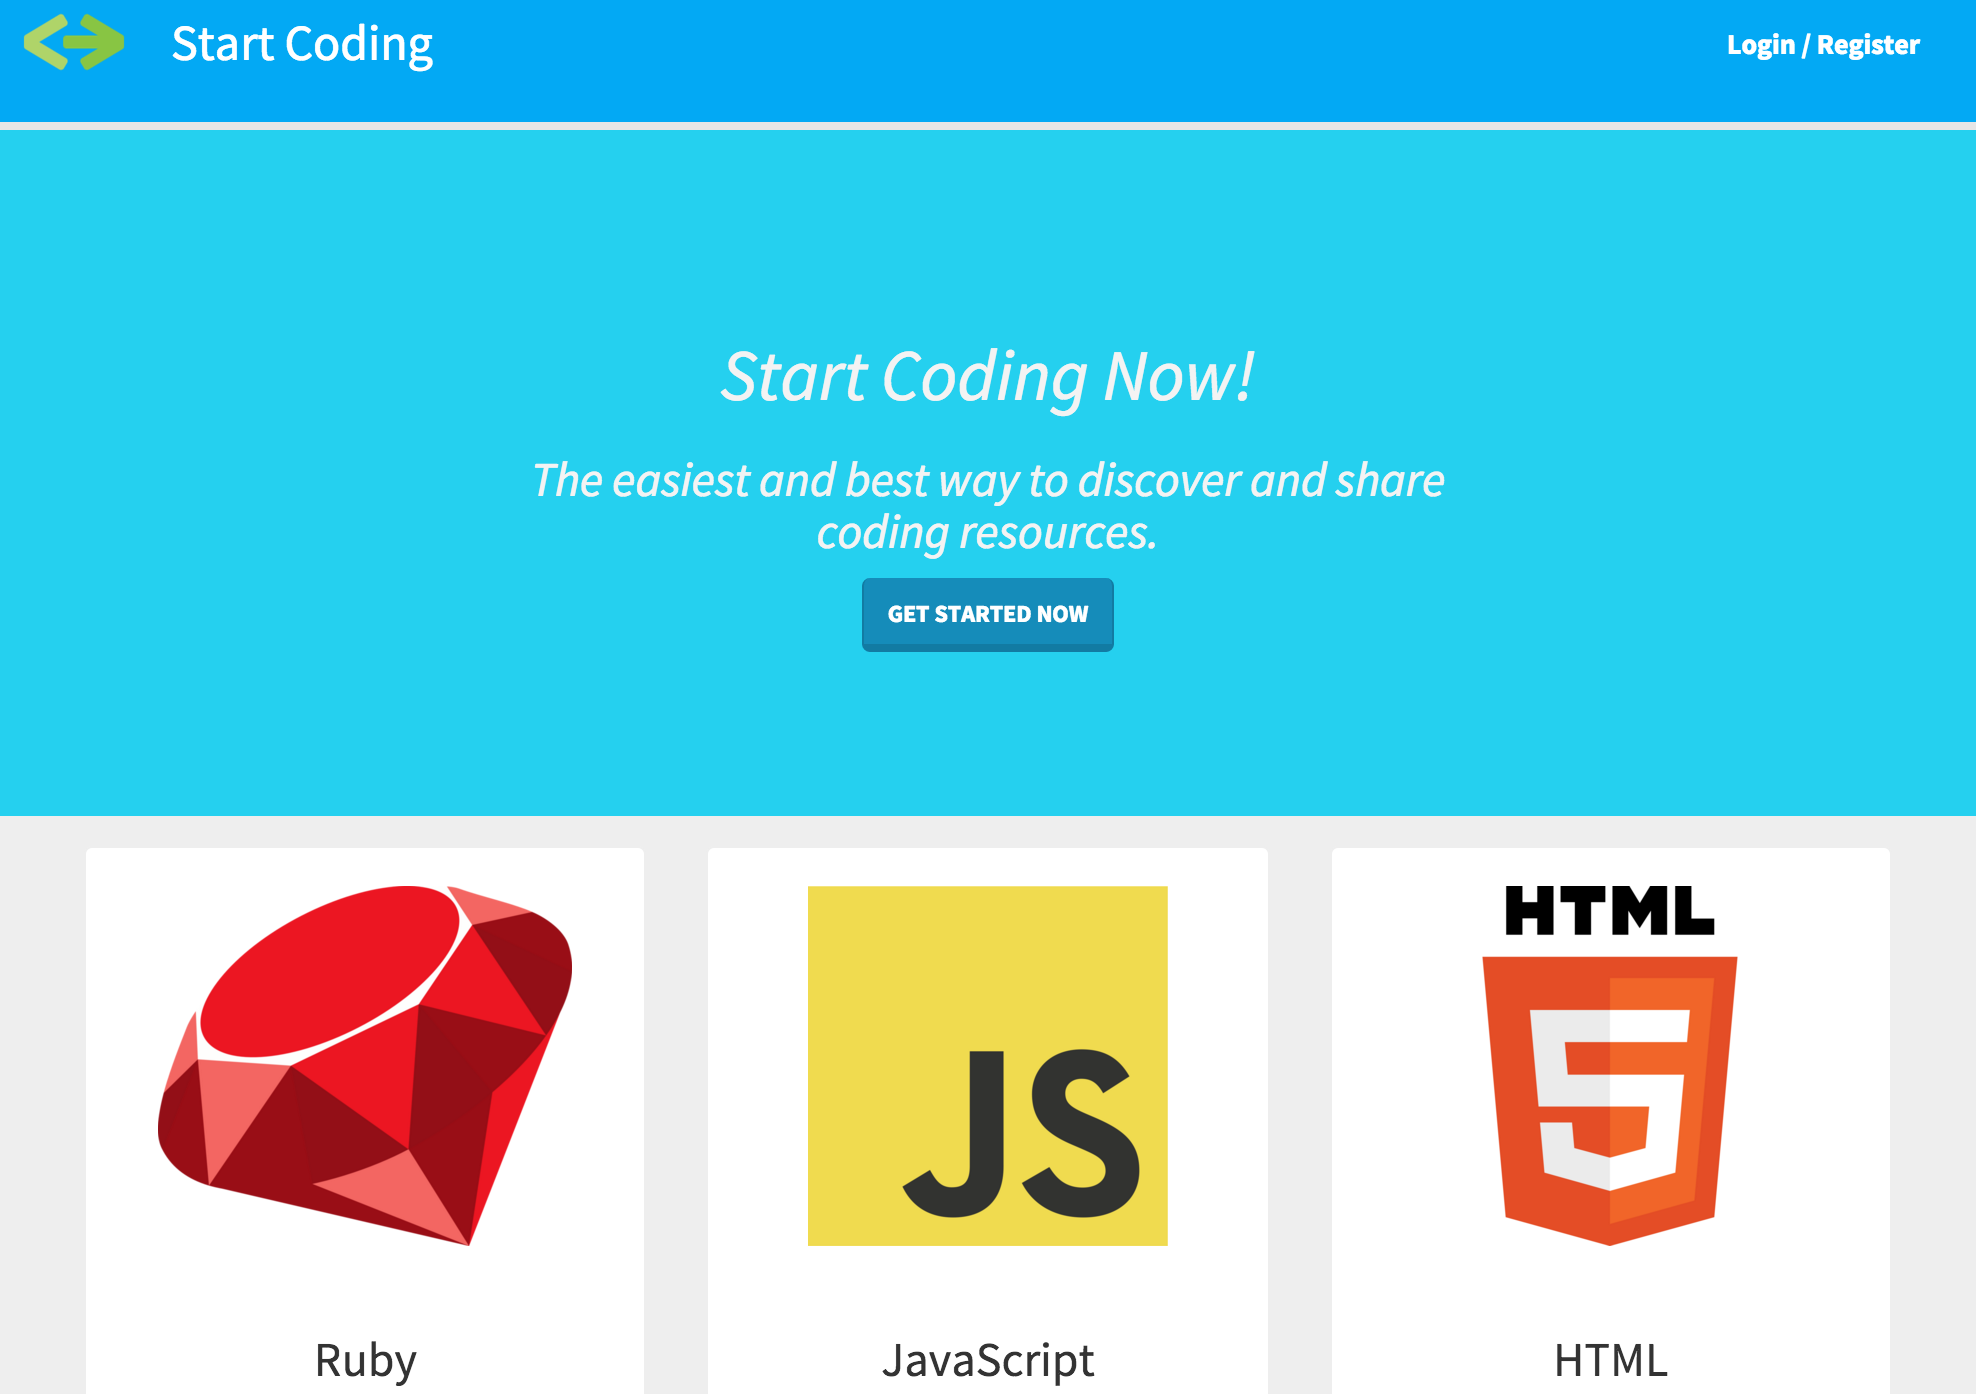 Start Coding
Login / Register
Start Coding Now!
The easiest and best way to discover and share
coding resources.
GET STARTED NOW
JS
HTML
5
Ruby
JavaScript
HTML